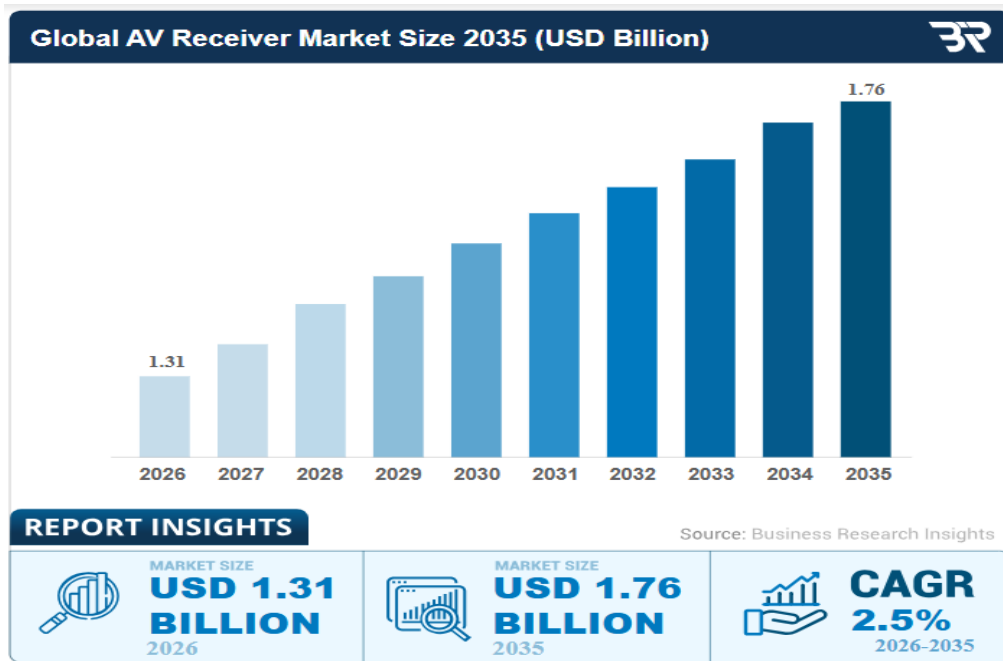 Global AV Receiver Market Size 2035 (USD Billion)
BR
1.76
1.31
2026 2027 2028 2029 2030 2031 2032 2033 2034 2035
REPORT INSIGHTS
Source: Business Research Insights
MARKET SIZE
USD 1.31
BILLION
2026
MARKET SIZE
USD 1.76
BILLION
2035
CAGR
2.5%
2026-2035